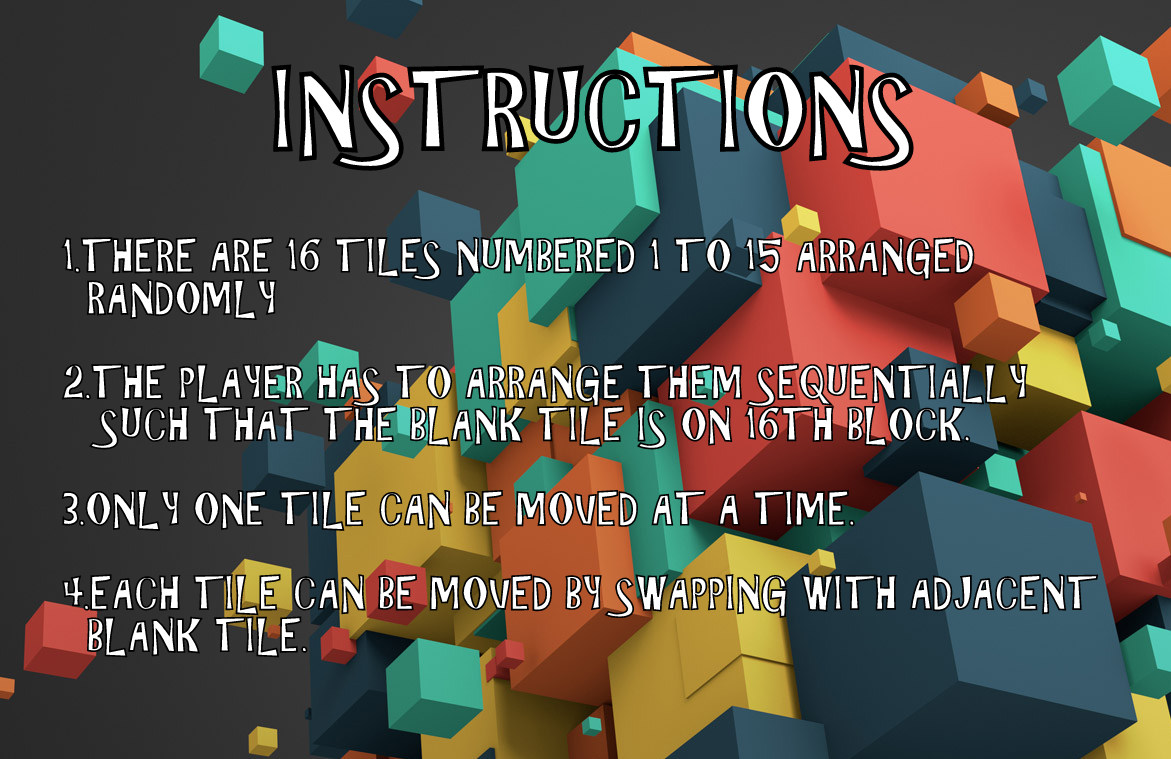 INSTRUCTIONS
1.THERE ARE 16 TILES NUMBERED 1 TO 15 ARRANGED
RANDOMLY
2.THE PLAYER HAS TO ARRANGE THEM SEQUENTIALLY
SUCH THAT THE BLANK TILE IS ON 16TH BLOCK.
3.ONLY ONE TILE CAN BE MOVED AT A TIME.
4.EACH TILE CAN BE MOVED BY SWAPPING WITH ADJACENT
BLANK TILE.